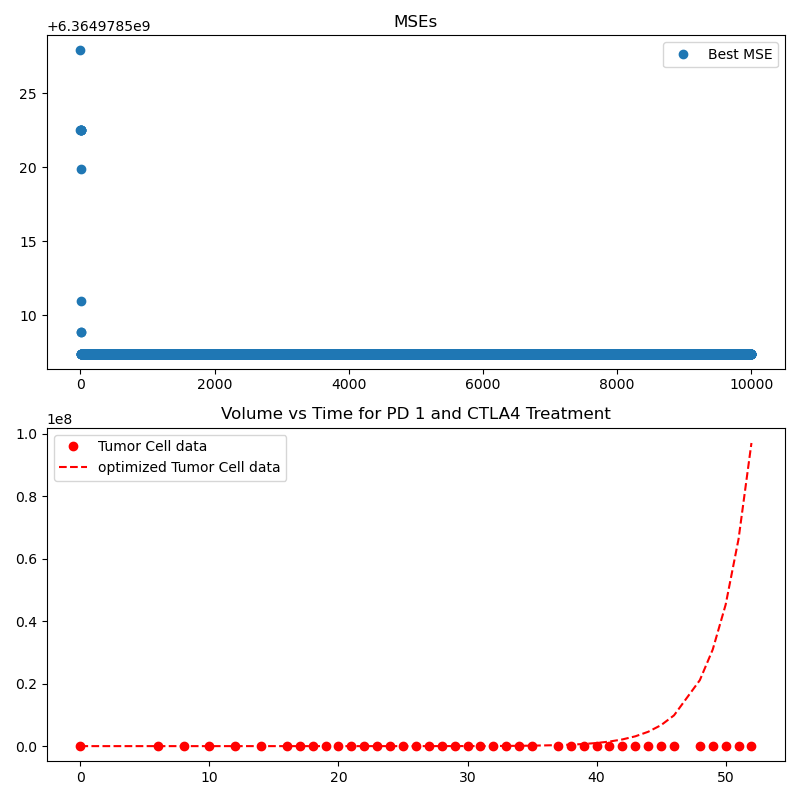 MSEs
+6.3649785e9
Best MSE
25
20
15
10
0 2000 4000 6000 8000 10000
Volume vs Time for PD 1 and CTLA4 Treatment
1e8
Tumor Cell data
optimized Tumor Cell data
1.0
0.8
0.6
0.4
0.2
0.0
0 10 20 30 40 50